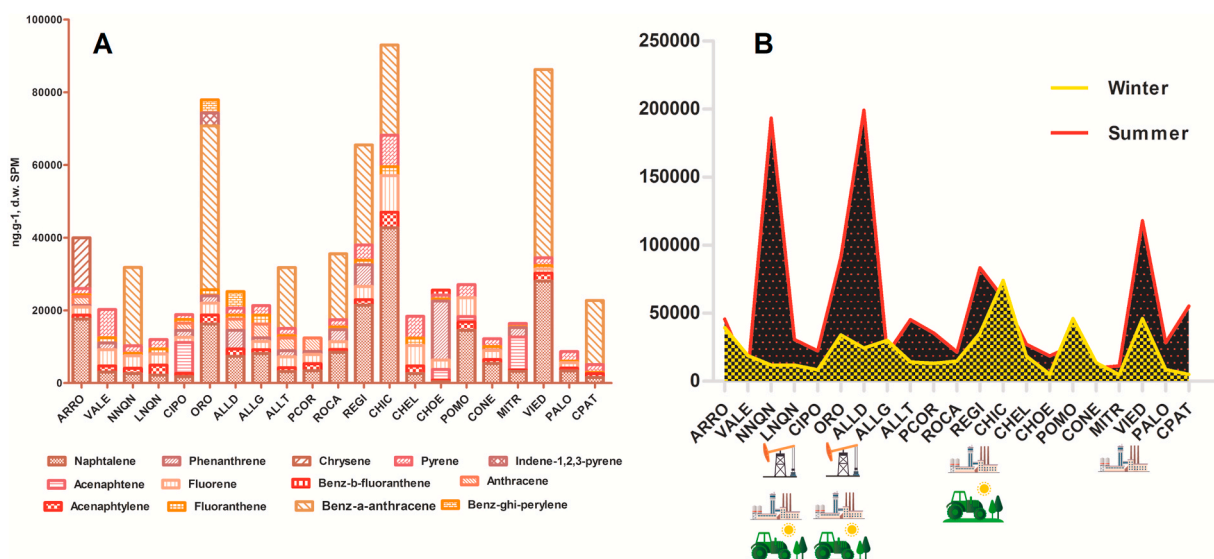 A
100000
80000
60000
40000
20000
0
ng.g-1, d.w. SPM
ARRO
VALE
NNQN
LNQN
CIPO
ORO
ALLD
ALLG
ALLT
PCOR
ROCA
REGI
CHIC
CHEL
CHOE
POMO
CONE
MITR
VIED
PALO
CPAT
Naphtalene Phenanthrene Chrysene Pyrene Indene-1,2,3-pyrene
Acenaphtene Fluorene Benz-b-fluoranthene Anthracene
Acenaphtylene Fluoranthene Benz-a-anthracene Benz-ghi-perylene
B
250000
200000
150000
100000
50000
0
Winter
Summer
ARRO
VALE
NNQN
LNQN
CIPO
ORO
ALLD
ALLG
ALLT
PCOR
ROCA
REGI
CHIC
CHEL
CHOE
POMO
CONE
MITR
VIED
PALO
CPAT